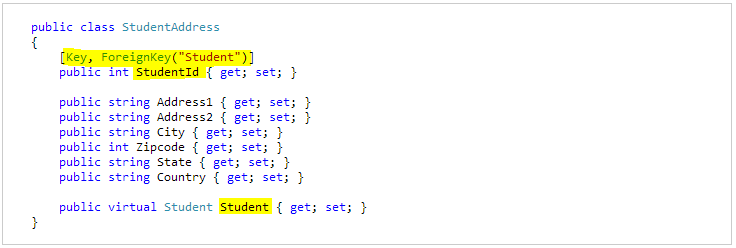 public class StudentAddress
{
[Key, ForeignKey("Student")]
public int StudentId { get; set; }
public string Address1 { get; set; }
public string Address2 { get; set; }
public string City { get; set; }
public int Zipcode { get; set; }
public string State { get; set; }
public string Country { get; set; }
public virtual Student Student { get; set; }
}